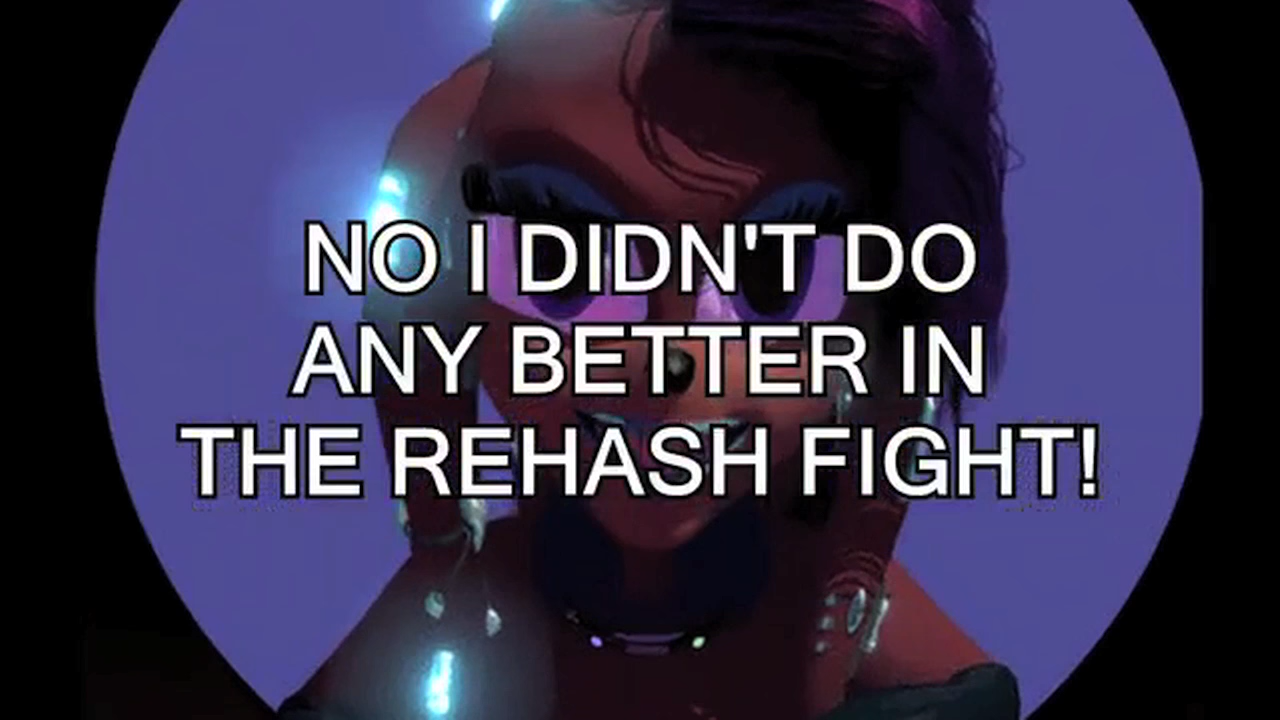 NO I DIDN'T DO
ANY BETTER IN
THE REHASH FIGHT!